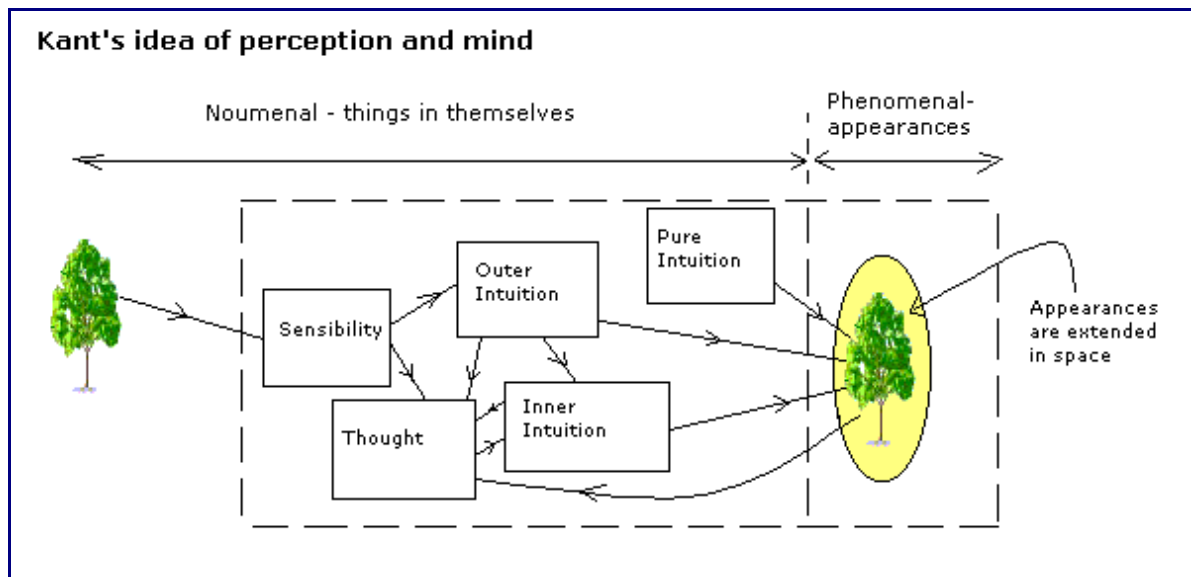 Kant's idea of perception and mind
Noumenal - things in themselves
Phenomenal-
appearances
Pure
Intuition
Outer
Intuition
Sensibility
Appearances
are extended
in space
Inner
Intuition
Thought